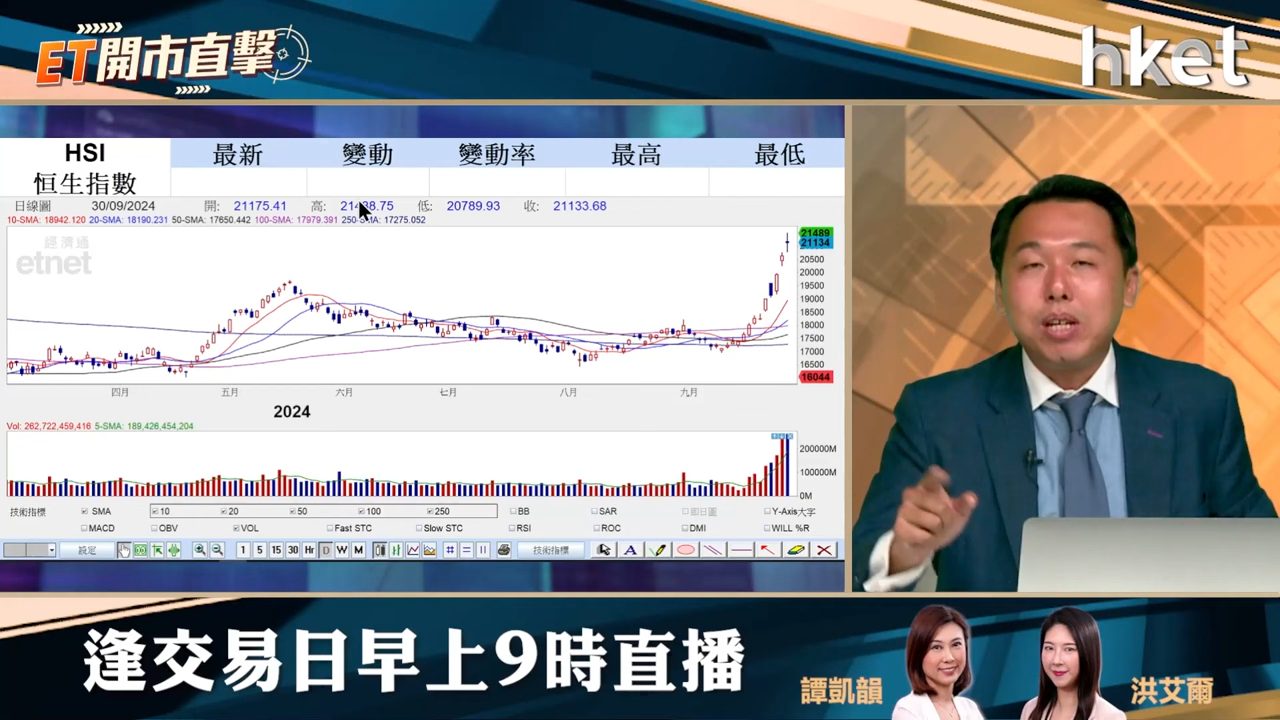 ET開市直擊
hket
HSI
恒生指數
最新 變動 變動率 最高 最低
日線圖 30/09/2024 開: 21175.41 高: 低: 20789.93 收: 21133.68
10-SMA: 18942.120 20-SMA: 18190.231 50-SMA: 17650.442 100-SMA: 17979.391 250-SMA: 17275.052
經濟通
etnet
21489
21134
20500
20000
19500
19000
18500
18000
17500
17000
16500
16044
四月 五月 六月 七月 八月 九月
2024
Vol: 262,722,459,416 5-SMA: 189,426,454,204
200000M
100000M
0M
技術指標 SMA 10 20 50 100 250 BB SAR 即日圖 Y-Axis大字
MACD OBV VOL Fast STC Slow STC RSI ROC DMI WILL %R
設定 1 5 15 30 Hr D W M 技術指標 A
逢交易日早上9時直播
譚凱韻
洪艾爾